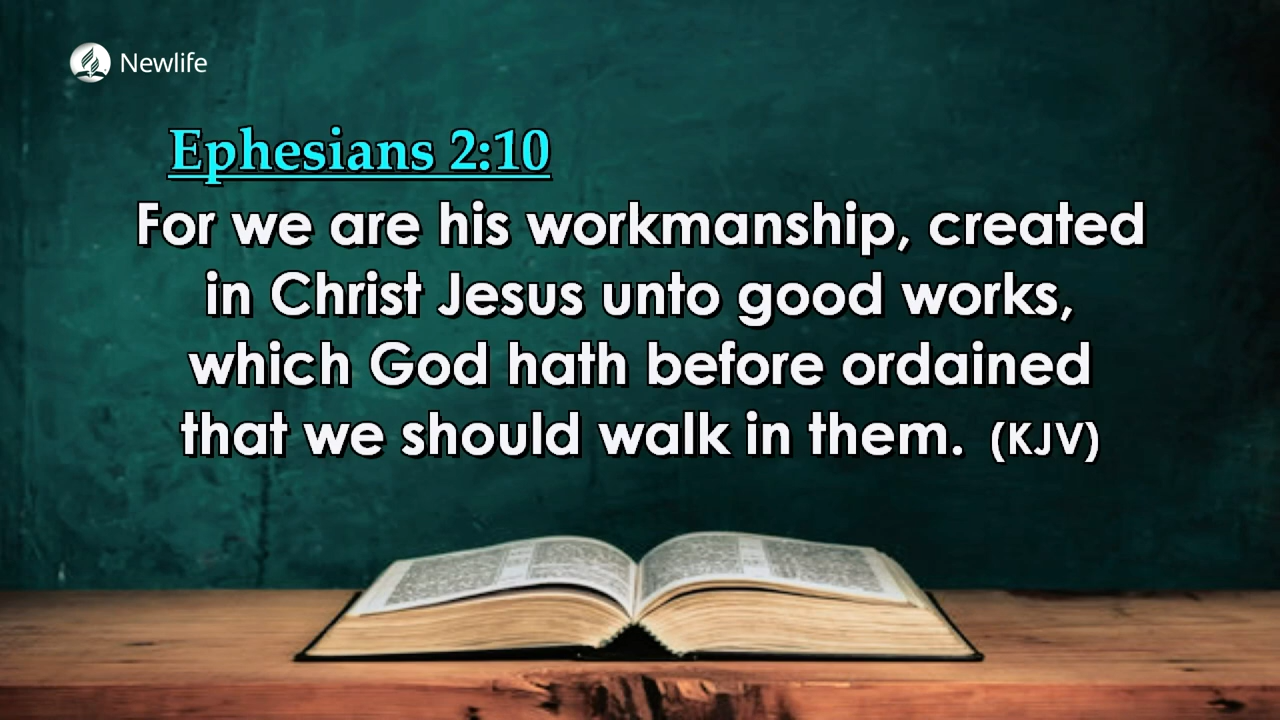 Newlife
Ephesians 2:10
For we are his workmanship, created
in Christ Jesus unto good works,
which God hath before ordained
that we should walk in them. (KJV)